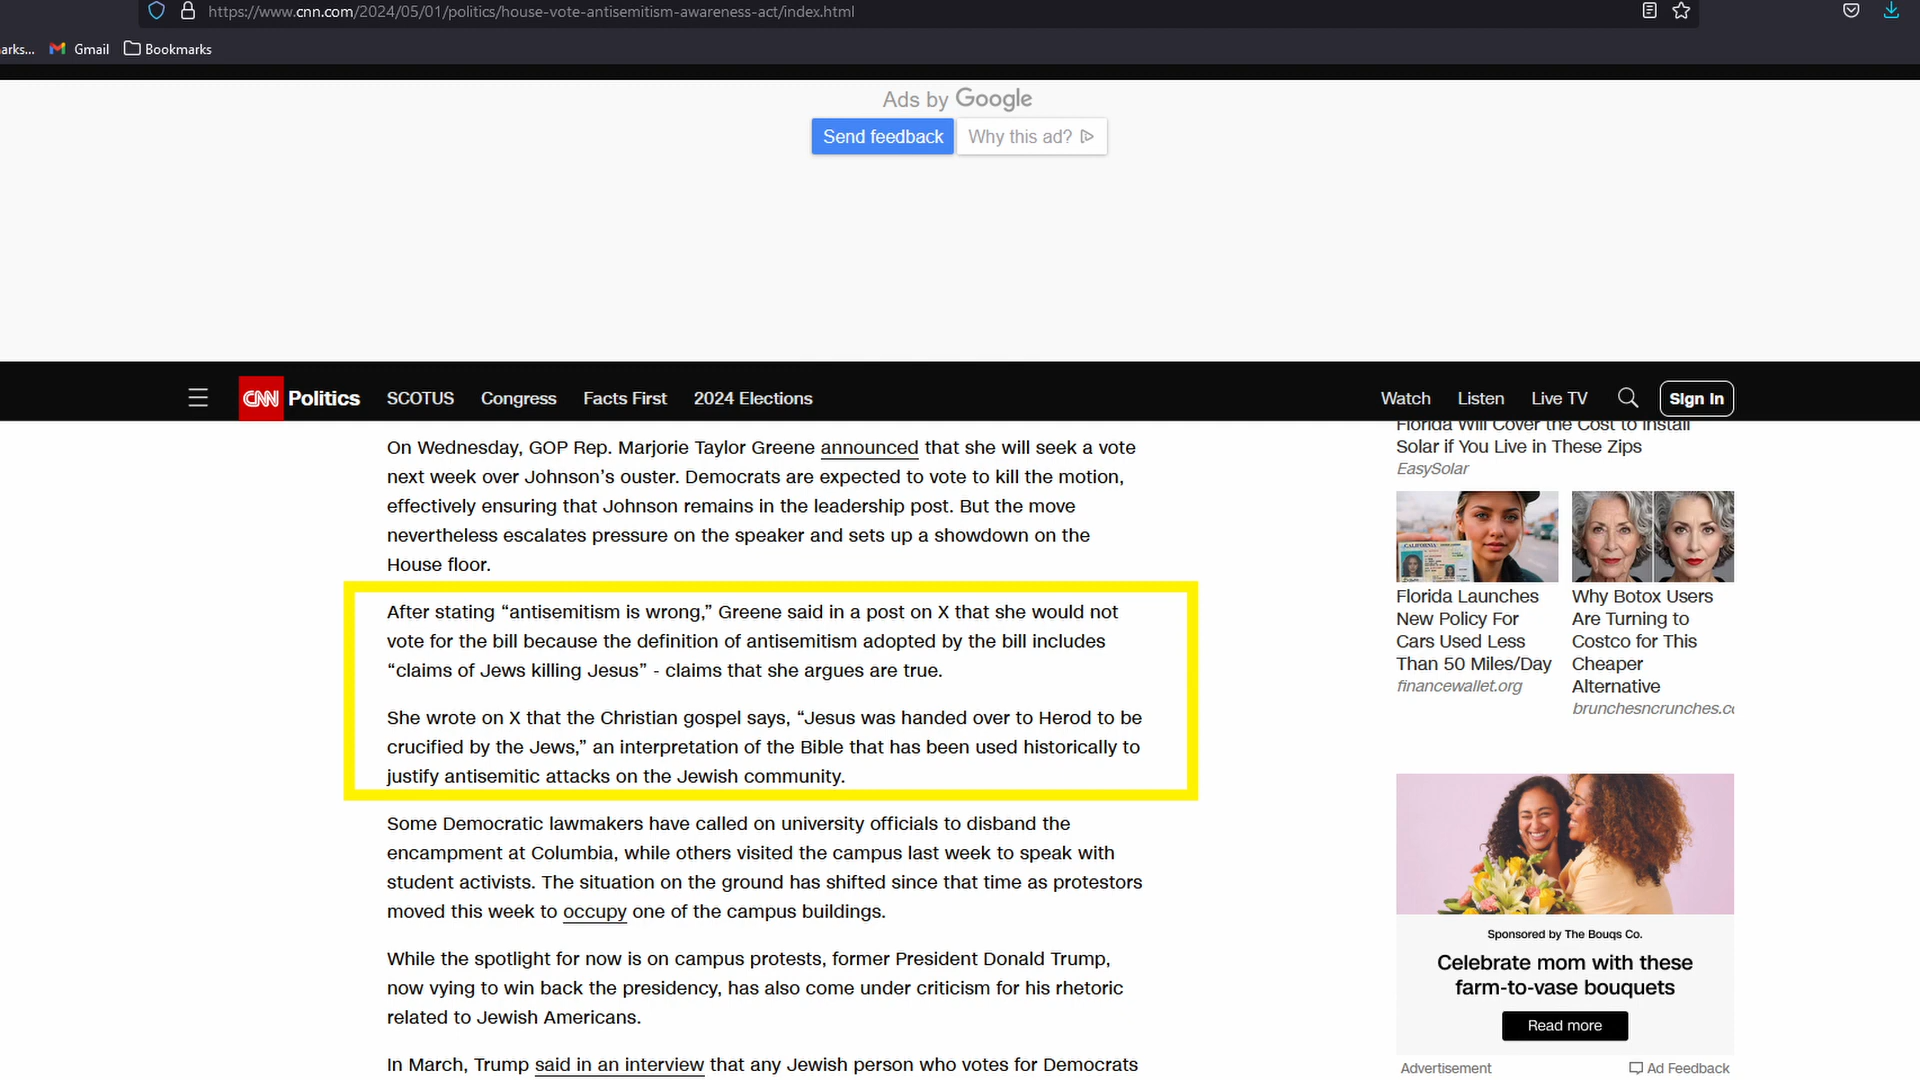 https://www.cnn.com/2024/05/01/politics/house-vote-antisemitism-awareness-act/index.html
arks... Gmail Bookmarks
Ads by Google
Send feedback Why this ad?
CNN Politics SCOTUS Congress Facts First 2024 Elections Watch Listen Live TV Sign in
On Wednesday, GOP Rep. Marjorie Taylor Greene announced that she will seek a vote
next week over Johnson’s ouster. Democrats are expected to vote to kill the motion,
effectively ensuring that Johnson remains in the leadership post. But the move
nevertheless escalates pressure on the speaker and sets up a showdown on the
House floor.
After stating “antisemitism is wrong,” Greene said in a post on X that she would not
vote for the bill because the definition of antisemitism adopted by the bill includes
“claims of Jews killing Jesus” - claims that she argues are true.
She wrote on X that the Christian gospel says, “Jesus was handed over to Herod to be
crucified by the Jews,” an interpretation of the Bible that has been used historically to
justify antisemitic attacks on the Jewish community.
Some Democratic lawmakers have called on university officials to disband the
encampment at Columbia, while others visited the campus last week to speak with
student activists. The situation on the ground has shifted since that time as protestors
moved this week to occupy one of the campus buildings.
While the spotlight for now is on campus protests, former President Donald Trump,
now vying to win back the presidency, has also come under criticism for his rhetoric
related to Jewish Americans.
In March, Trump said in an interview that any Jewish person who votes for Democrats
Florida Will Cover the Cost to Install
Solar if You Live in These Zips
EasySolar
CALIFORNIA
Florida Launches
New Policy For
Cars Used Less
Than 50 Miles/Day
financewallet.org
Why Botox Users
Are Turning to
Costco for This
Cheaper
Alternative
brunchesncrunches.co
Sponsored by The Bouqs Co.
Celebrate mom with these
farm-to-vase bouquets
Read more
Advertisement Ad Feedback